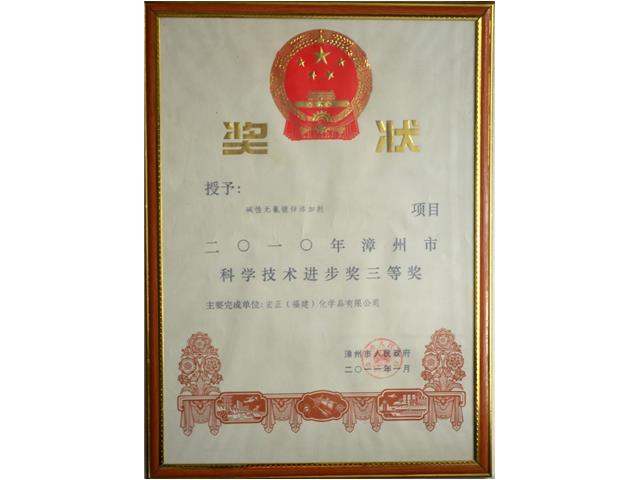 奖 状
授予:
碱性无氰镀锌添加剂 项目
二〇一〇年漳州市
科学技术进步奖三等奖
主要完成单位:宏正(福建)化学品有限公司
漳州市人民政府
二〇一一年一月